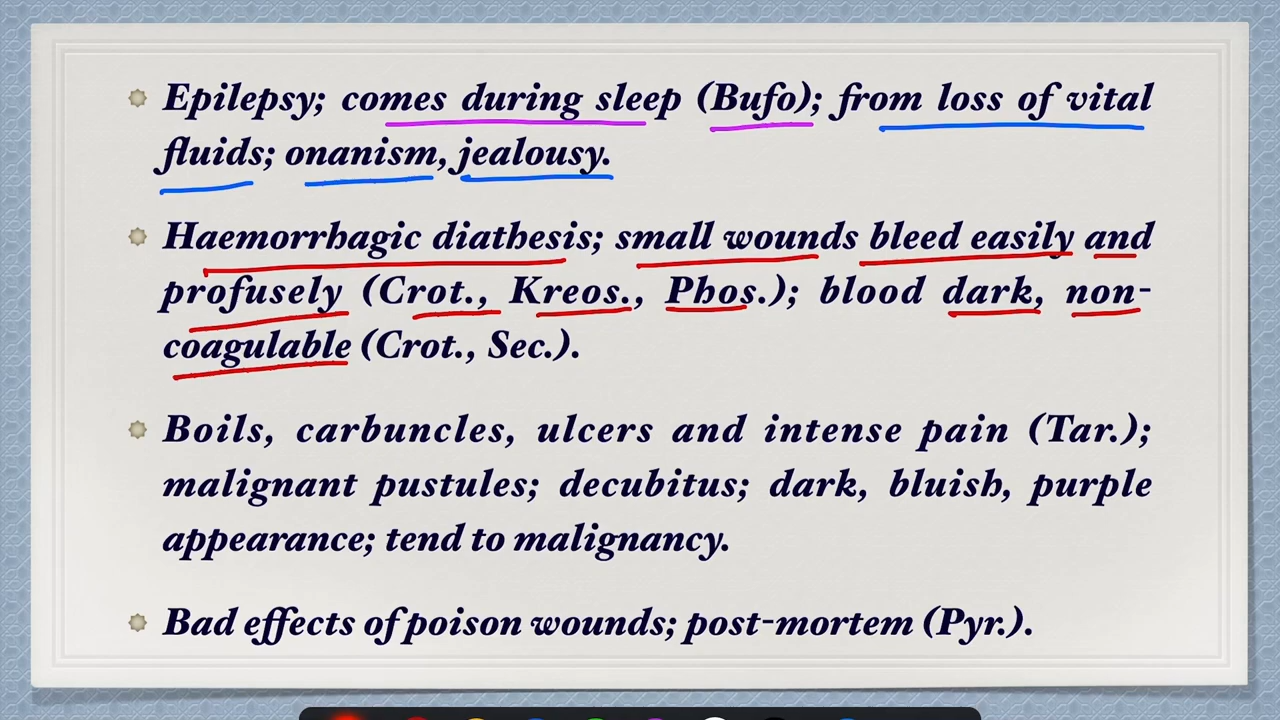 Epilepsy; comes during sleep (Bufo); from loss of vital
fluids; onanism, jealousy.
Haemorrhagic diathesis; small wounds bleed easily and
profusely (Crot., Kreos., Phos.); blood dark, non-
coagulable (Crot., Sec.).
Boils, carbuncles, ulcers and intense pain (Tar.);
malignant pustules; decubitus; dark, bluish, purple
appearance; tend to malignancy.
Bad effects of poison wounds; post-mortem (Pyr.).